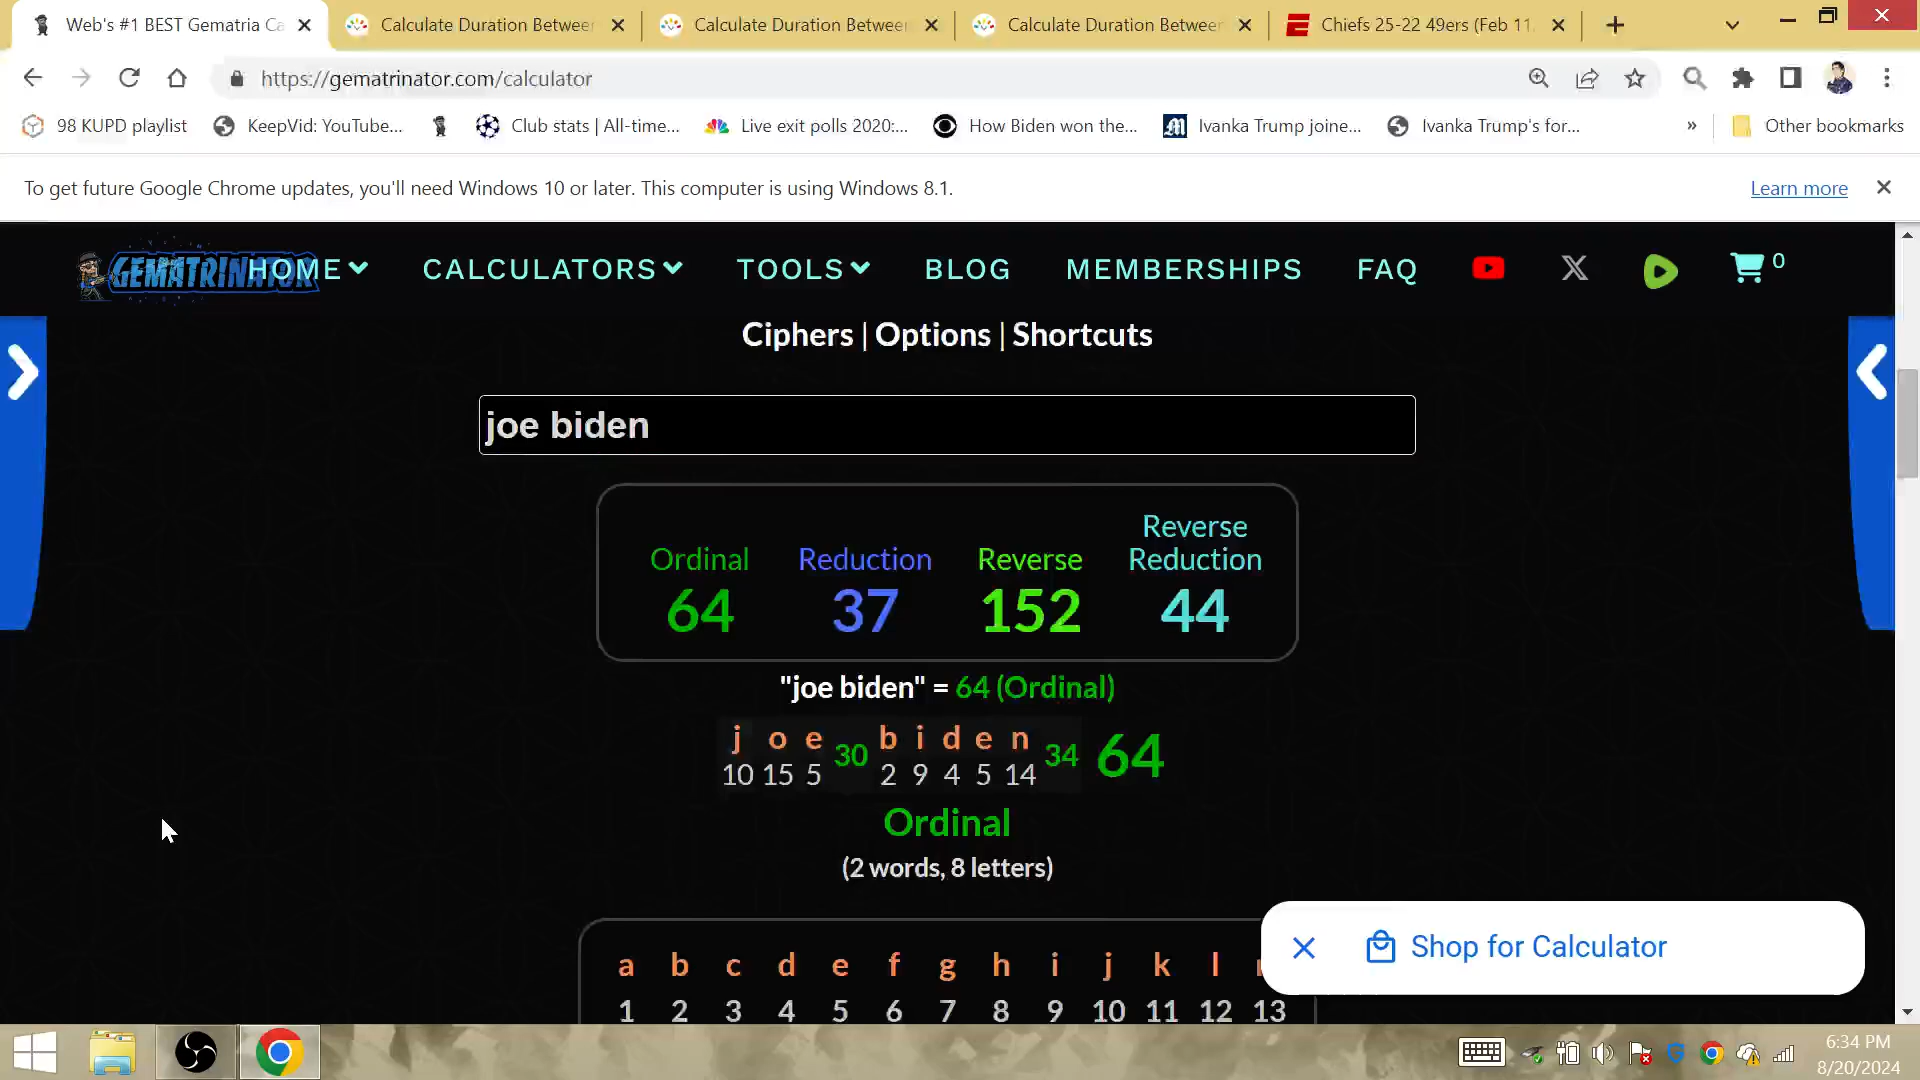 Web's #1 BEST Gematria Ca
Calculate Duration Between
Calculate Duration Between
Calculate Duration Between
Chiefs 25-22 49ers (Feb 11,
https://gematrinator.com/calculator
98 KUPD playlist
KeepVid: YouTube...
Club stats | All-time...
Live exit polls 2020:...
How Biden won the...
Ivanka Trump joine...
Ivanka Trump's for...
»
Other bookmarks
To get future Google Chrome updates, you'll need Windows 10 or later. This computer is using Windows 8.1.
Learn more
GEMATRINATOR
HOME
CALCULATORS
TOOLS
BLOG
MEMBERSHIPS
FAQ
X
0
Ciphers | Options | Shortcuts
joe biden
Ordinal Reduction Reverse Reverse Reduction
64 37 152 44
"joe biden" = 64 (Ordinal)
j o e 30 b i d e n 34 64
10 15 5 2 9 4 5 14
Ordinal
(2 words, 8 letters)
a b c d e f g h i j k l
1 2 3 4 5 6 7 8 9 10 11 12 13
Shop for Calculator
6:34 PM
8/20/2024